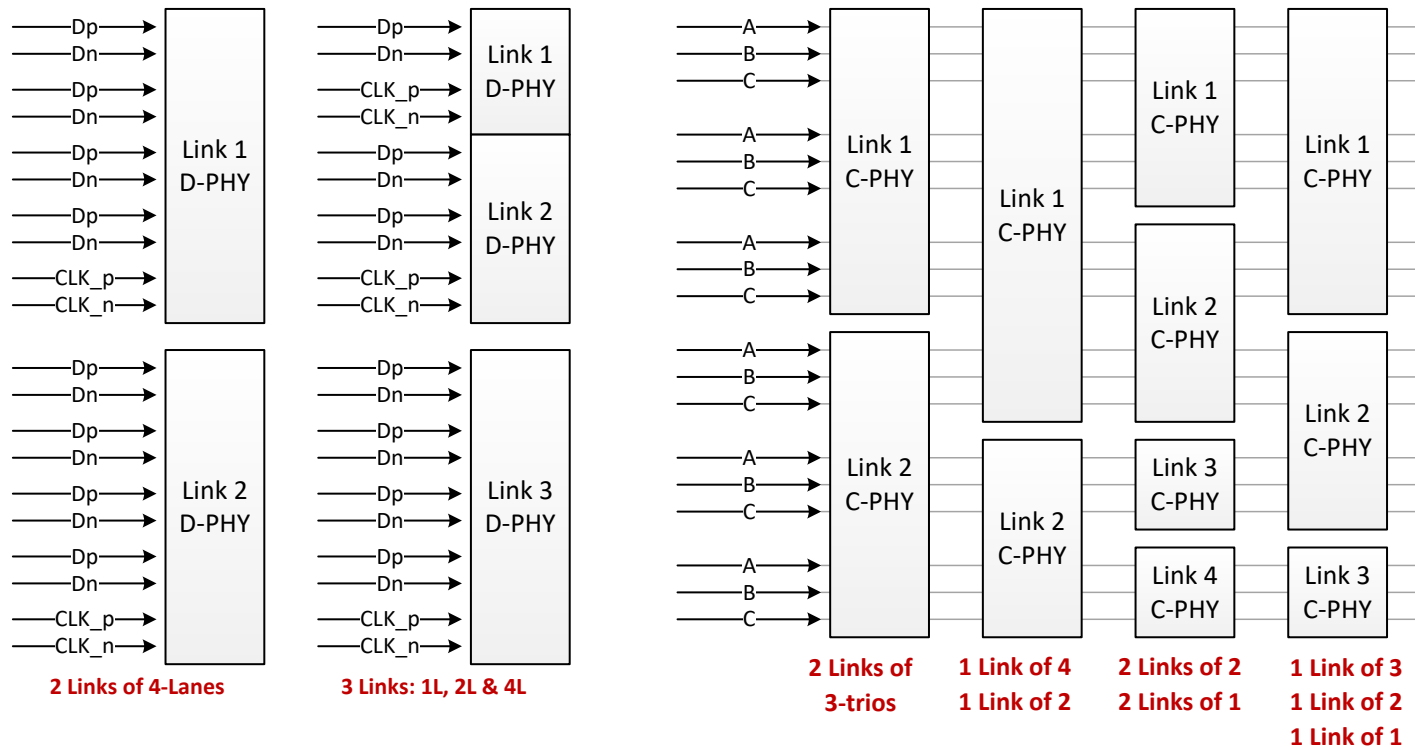 Dp
Dn
Dp
Dn
Dp
Dn
Dp
Dn
CLK_p
CLK_n
Link 1
D-PHY
Dp
Dn
Dp
Dn
Dp
Dn
Dp
Dn
CLK_p
CLK_n
Link 2
D-PHY
2 Links of 4-Lanes
Dp
Dn
CLK_p
CLK_n
Link 1
D-PHY
Dp
Dn
Dp
Dn
CLK_p
CLK_n
Link 2
D-PHY
Dp
Dn
Dp
Dn
Dp
Dn
Dp
Dn
CLK_p
CLK_n
Link 3
D-PHY
3 Links: 1L, 2L & 4L
A
B
C
A
B
C
A
B
C
Link 1
C-PHY
A
B
C
A
B
C
A
B
C
Link 2
C-PHY
2 Links of
3-trios
Link 1
C-PHY
Link 2
C-PHY
1 Link of 4
1 Link of 2
Link 1
C-PHY
Link 2
C-PHY
Link 3
C-PHY
Link 4
C-PHY
2 Links of 2
2 Links of 1
Link 1
C-PHY
Link 2
C-PHY
Link 3
C-PHY
1 Link of 3
1 Link of 2
1 Link of 1